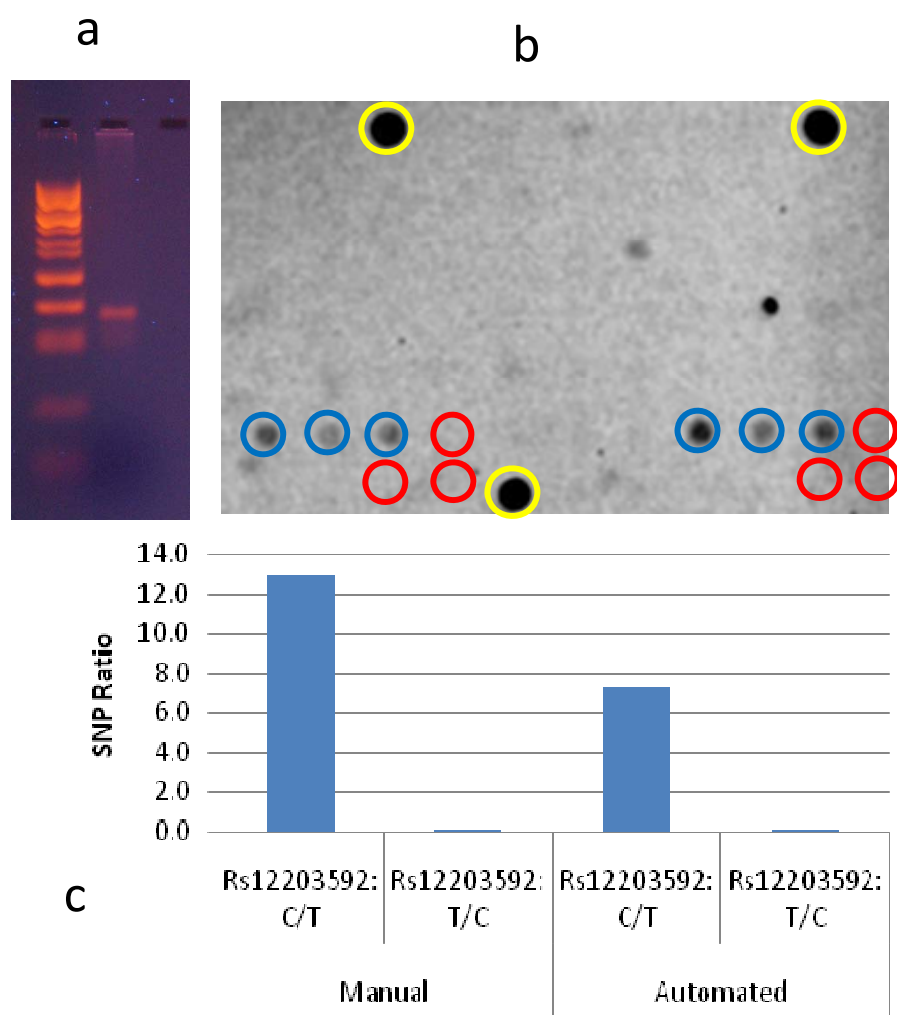 a
b
14.0
12.0
10.0
8.0
6.0
4.0
2.0
0.0
SNP Ratio
Rs12203592: Rs12203592: Rs12203592: Rs12203592:
C/T T/C C/T T/C
Manual Automated
c